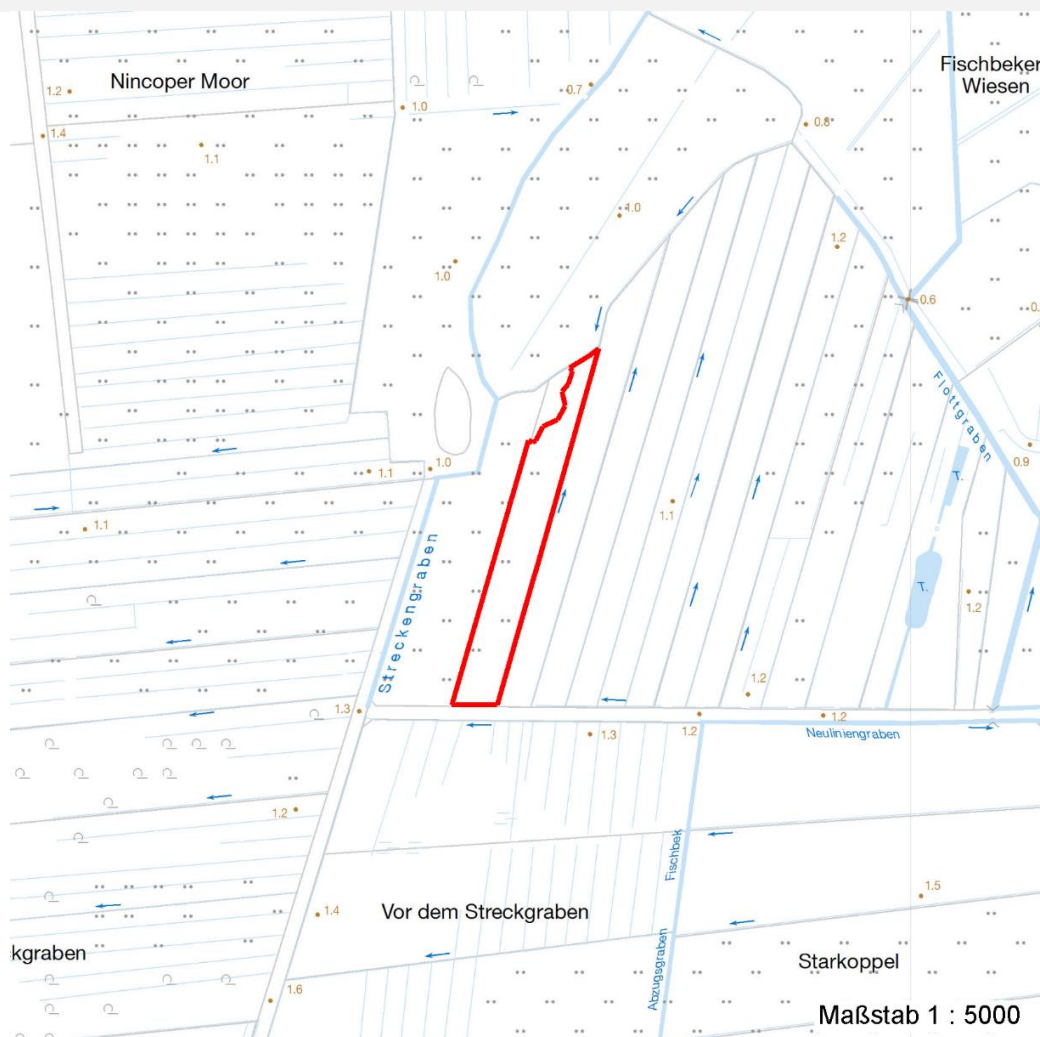 Nincoper Moor
Fischbeker
Wiesen
1.2
1.0
0.7
1.4
0.8
1.1
1.0
1.2
1.0
0.6
0.
Flottgraben
1.0
1.1
0.9
T.
1.1
1.1
Streckengraben
T.
1.2
1.2
1.3
1.2
1.3
1.2
Neuliniengraben
1.2
Fischbek
1.5
1.4
Vor dem Streckgraben
kgraben
Abzugsgraben
Starkoppel
1.6
Maßstab 1 : 5000